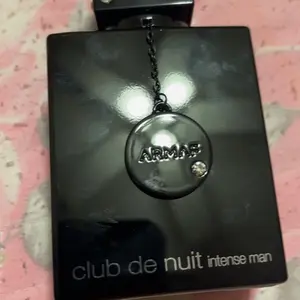 ARMAF
club de nuit intense man